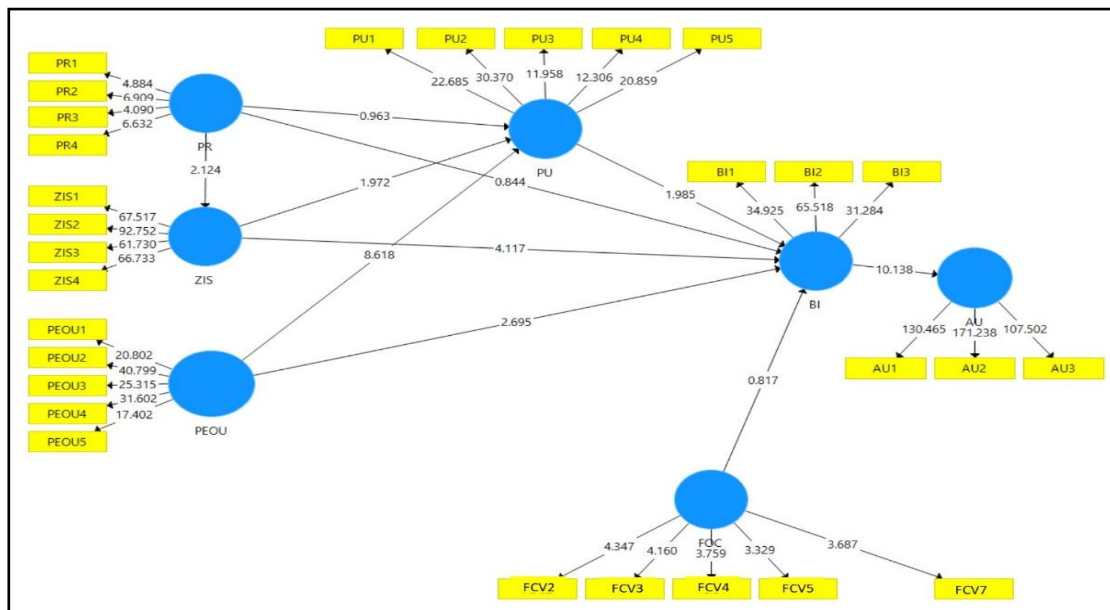 PU1 PU2 PU3 PU4 PU5
22.685 30.370 11.958 12.306 20.859
PU
PR1
PR2
PR3
PR4
4.884
6.909
4.090
6.632
PR
0.963
2.124
1.972
0.844
1.985
ZIS1
ZIS2
ZIS3
ZIS4
67.517
92.752
61.730
66.733
ZIS
8.618
4.117
BI1 BI2 BI3
34.925 65.518 31.284
BI
10.138
AU
130.465 171.238 107.502
AU1 AU2 AU3
PEOU1
PEOU2
PEOU3
PEOU4
PEOU5
20.802
40.799
25.315
31.602
17.402
PEOU
2.695
0.817
FOC
4.347 4.160 3.759 3.329 3.687
FCV2 FCV3 FCV4 FCV5 FCV7